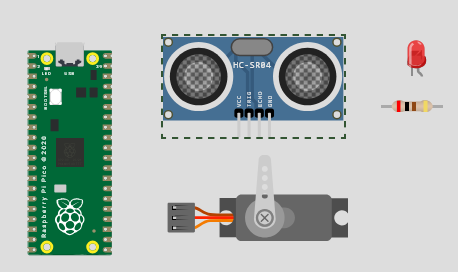 LED
USB
BOOTSEL
Raspberry Pi Pico ©2020
HC-SR04
VCC
TRIG
ECHO
GND